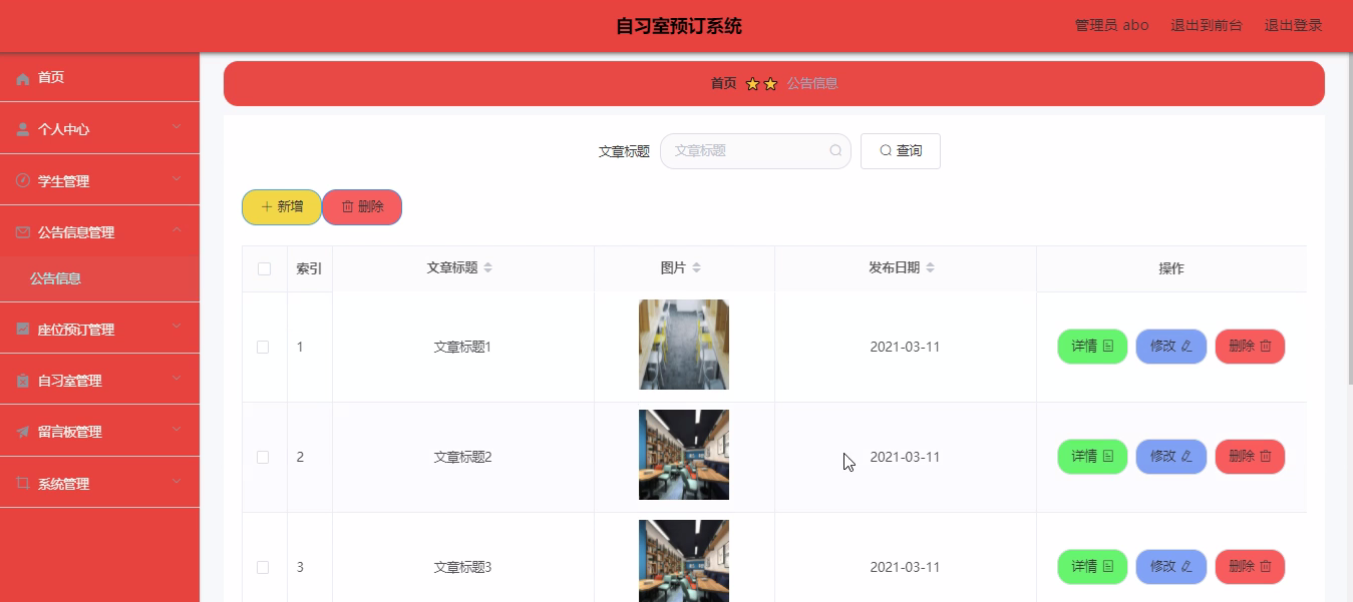 自习室预订系统
管理员 abo 退出到前台 退出登录
首页
个人中心
学生管理
公告信息管理
公告信息
座位预订管理
自习室管理
留言板管理
系统管理
首页 公告信息
文章标题 文章标题 查询
新增 删除
索引 文章标题 图片 发布日期 操作
1 文章标题1 2021-03-11 详情 修改 删除
2 文章标题2 2021-03-11 详情 修改 删除
3 文章标题3 2021-03-11 详情 修改 删除